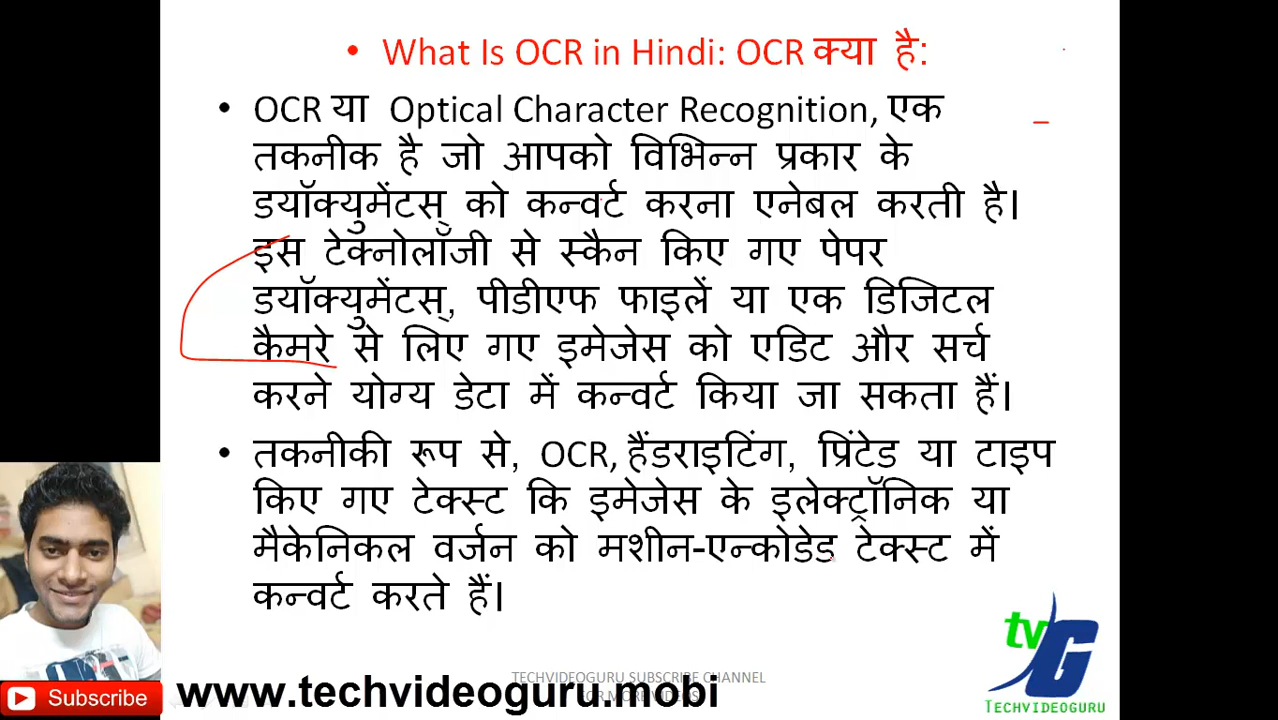 • What Is OCR in Hindi: OCR क्या है:
• OCR या Optical Character Recognition, एक
तकनीक है जो आपको विभिन्न प्रकार के
डयॉक्युमेंटस् को कन्वर्ट करना एनेबल करती है।
इस टेक्नोलॉजी से स्कैन किए गए पेपर
डयॉक्युमेंटस्, पीडीएफ फाइलें या एक डिजिटल
कैमरे से लिए गए इमेजेस को एडिट और सर्च
करने योग्य डेटा में कन्वर्ट किया जा सकता हैं।
• तकनीकी रूप से, OCR, हैंडराइटिंग, प्रिंटेड या टाइप
किए गए टेक्स्ट कि इमेजेस के इलेक्ट्रॉनिक या
मैकेनिकल वर्जन को मशीन-एन्कोडेड टेक्स्ट में
कन्वर्ट करते हैं।
tvG
TECHVIDEOGURU
TECHVIDEOGURU SUBSCRIBE CHANNEL
FOR MORE VIDEOS
www.techvideoguru.mobi
Subscribe